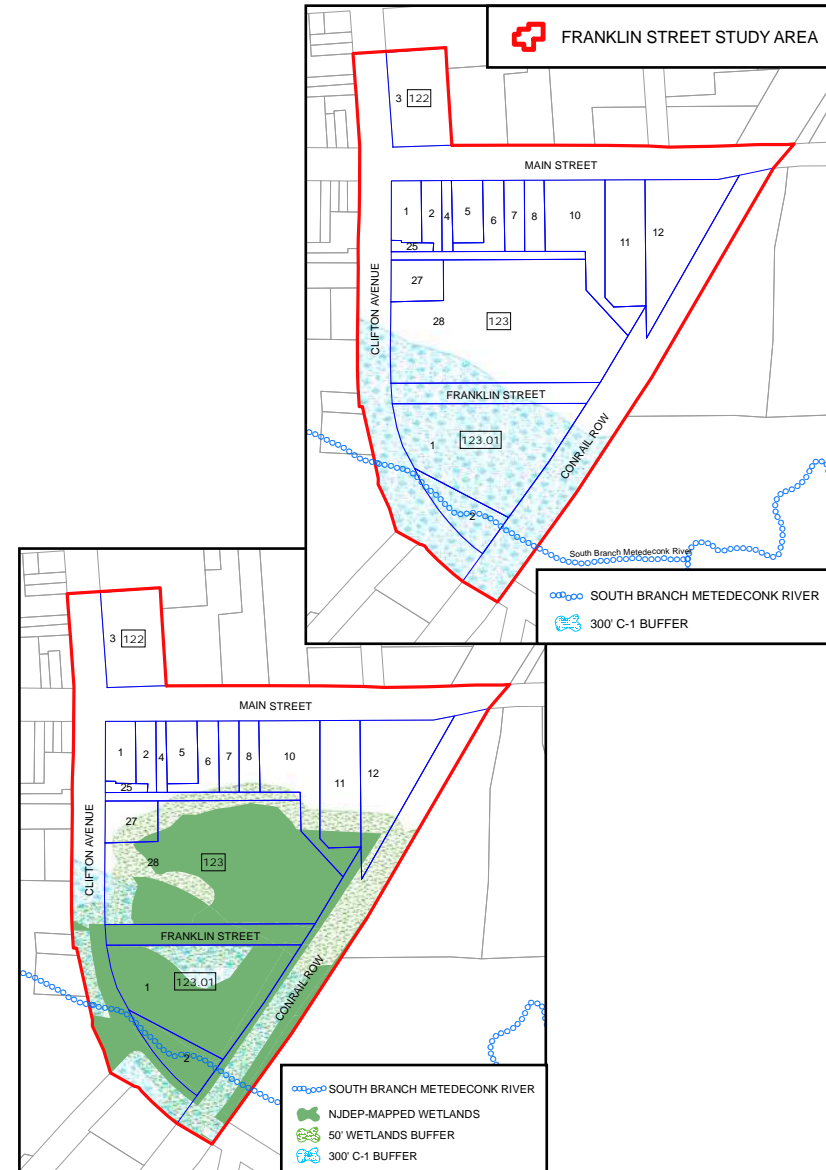 FRANKLIN STREET STUDY AREA
3 122
MAIN STREET
1 2 4 5 6 7 8 10 11 12
25
27
CLIFTON AVENUE
28 123
FRANKLIN STREET
1 123.01
CONRAIL ROW
2
South Branch Metedeconk River
SOUTH BRANCH METEDECONK RIVER
300' C-1 BUFFER
3 122
MAIN STREET
1 2 4 5 6 7 8 10 11 12
25
27
CLIFTON AVENUE
28 123
FRANKLIN STREET
1 123.01
CONRAIL ROW
2
SOUTH BRANCH METEDECONK RIVER
NJDEP-MAPPED WETLANDS
50' WETLANDS BUFFER
300' C-1 BUFFER